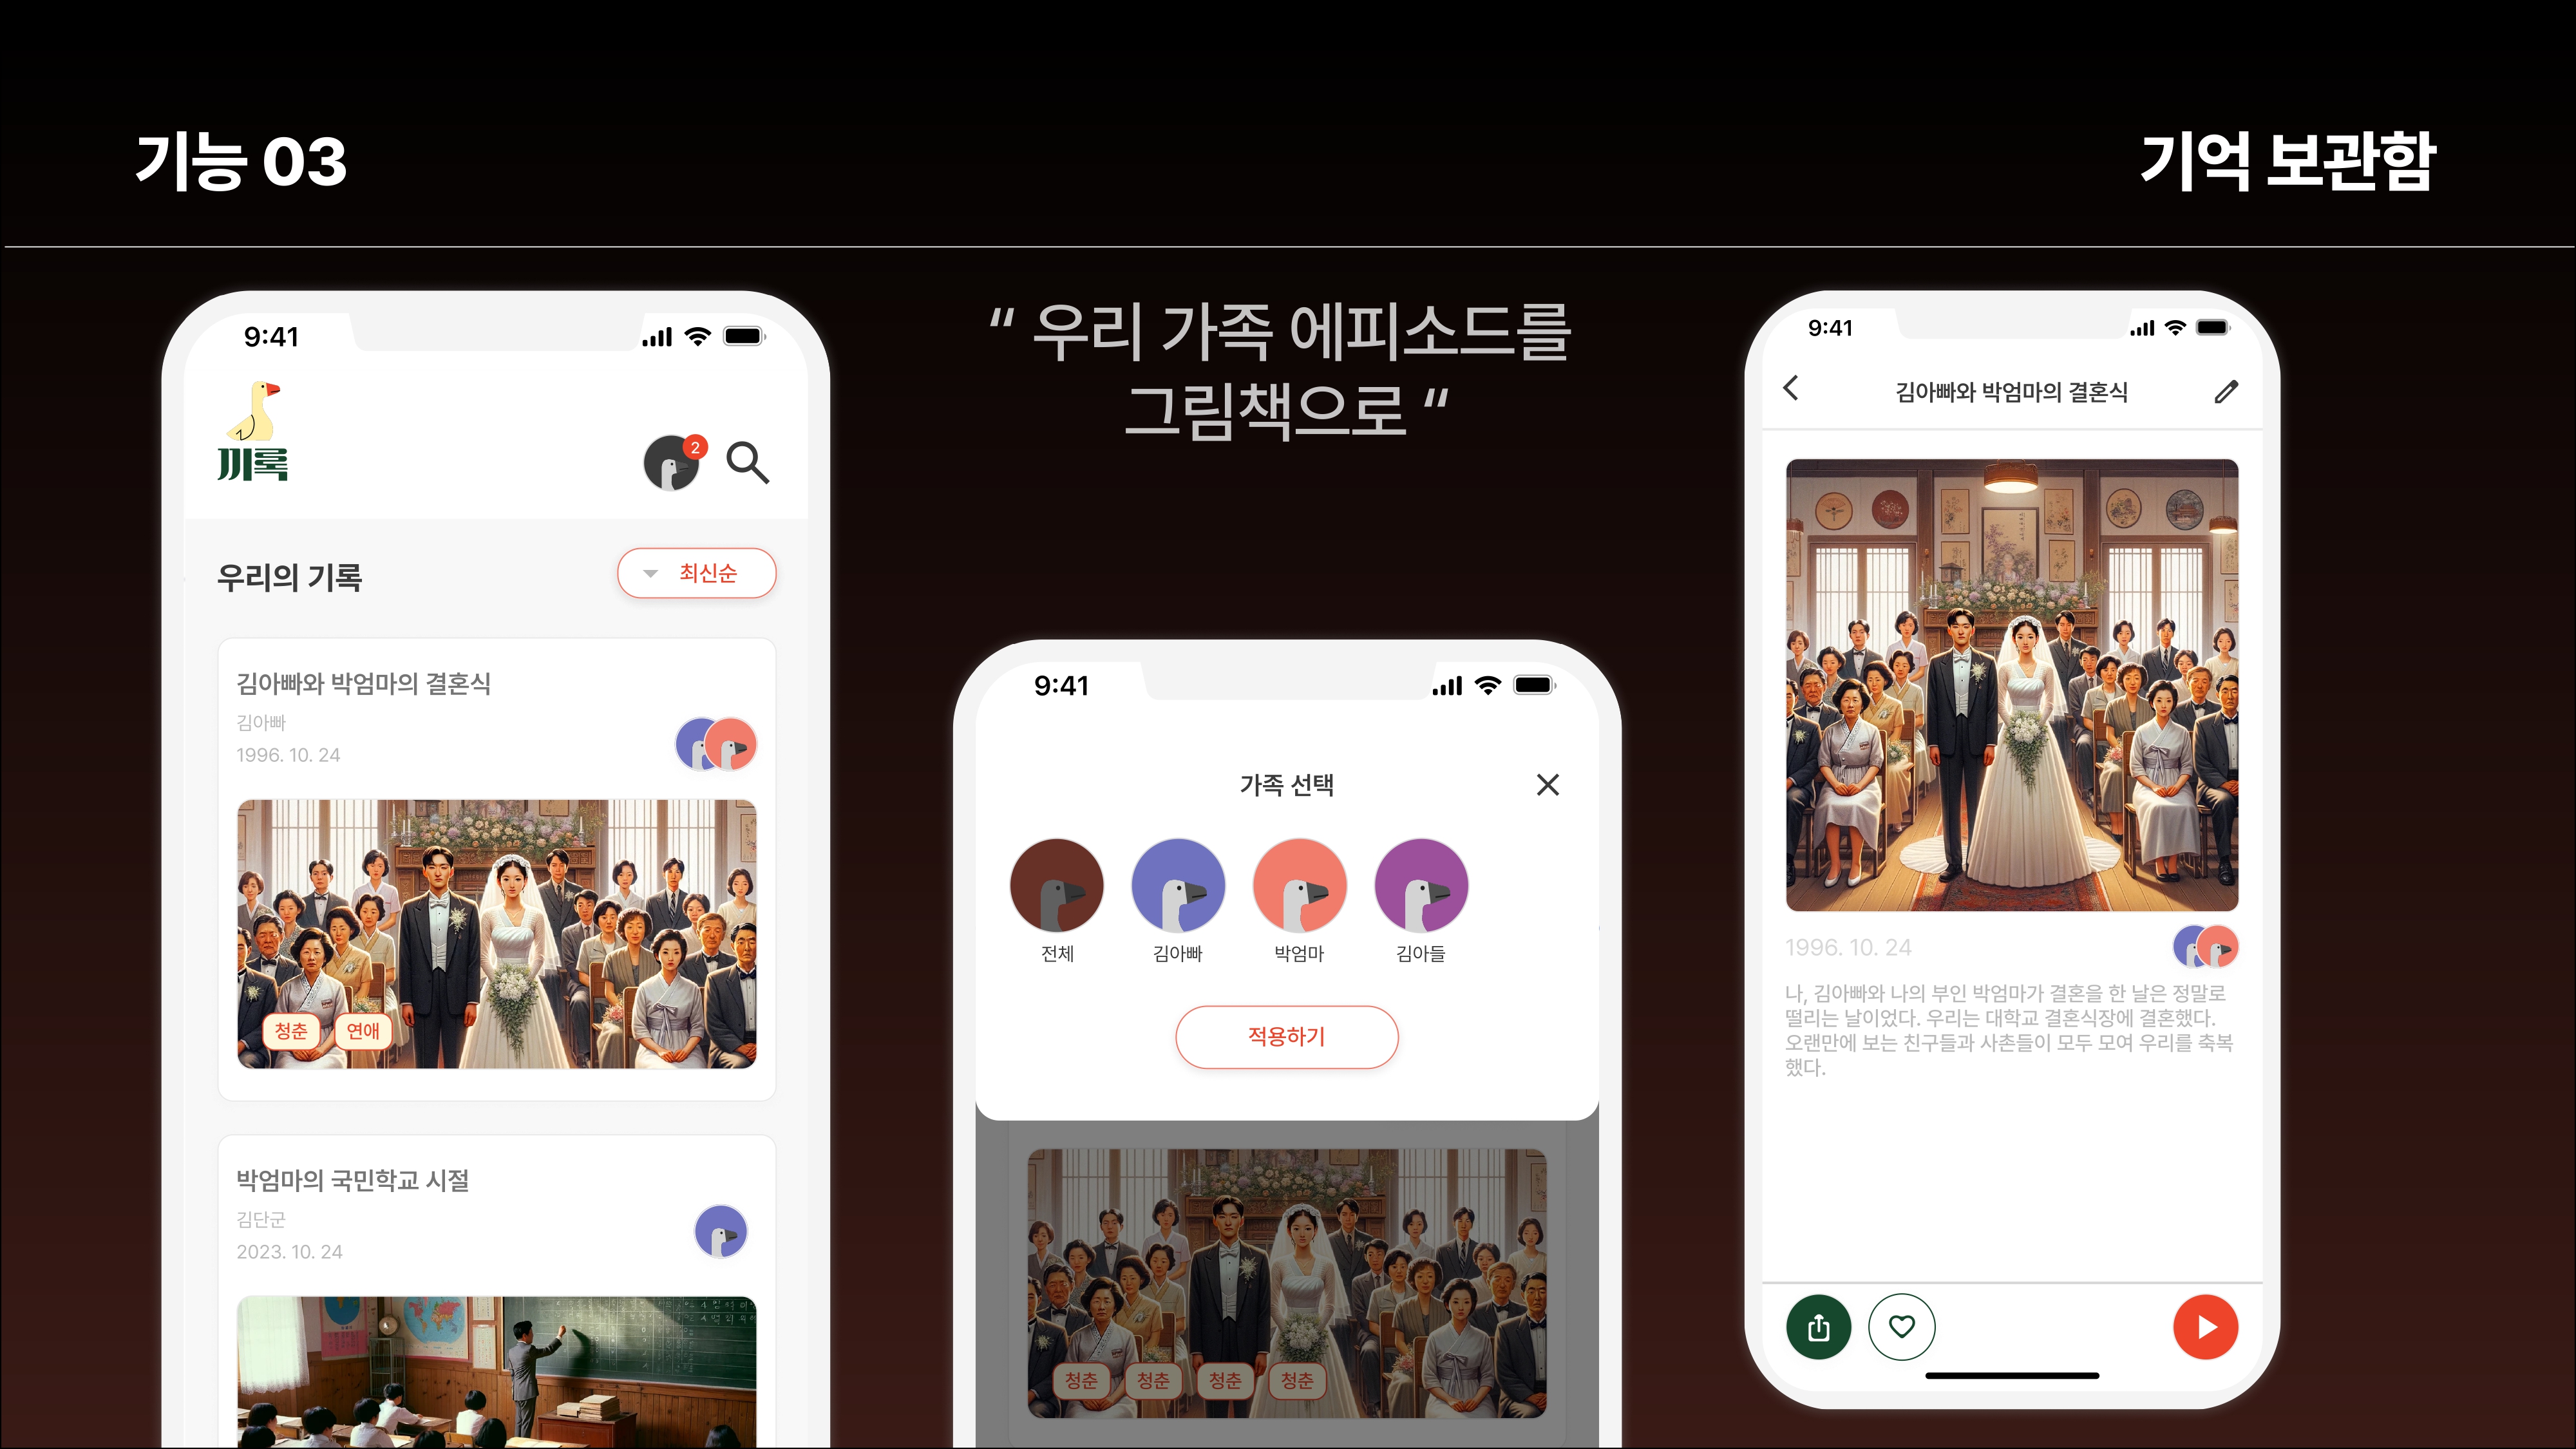 기능 03
기억 보관함
“ 우리 가족 에피소드를
그림책으로 “
9:41
끼록
2
우리의 기록
최신순
김아빠와 박엄마의 결혼식
김아빠
1996. 10. 24
청춘
연애
박엄마의 국민학교 시절
김단군
2023. 10. 24
9:41
가족 선택
전체
김아빠
박엄마
김아들
적용하기
청춘
청춘
청춘
청춘
9:41
김아빠와 박엄마의 결혼식
1996. 10. 24
나, 김아빠와 나의 부인 박엄마가 결혼을 한 날은 정말로
떨리는 날이었다. 우리는 대학교 결혼식장에 결혼했다.
오랜만에 보는 친구들과 사촌들이 모두 모여 우리를 축복
했다.